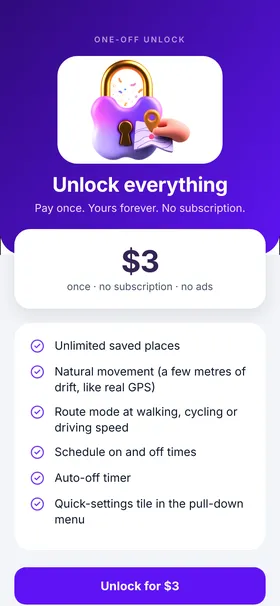 ONE-OFF UNLOCK
Unlock everything
Pay once. Yours forever. No subscription.
$3
once · no subscription · no ads
Unlimited saved places
Natural movement (a few metres of
drift, like real GPS)
Route mode at walking, cycling or
driving speed
Schedule on and off times
Auto-off timer
Quick-settings tile in the pull-down
menu
Unlock for $3